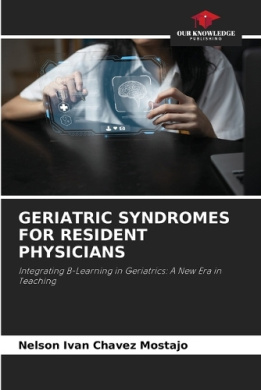 OUR KNOWLEDGE
PUBLISHING
GERIATRIC SYNDROMES
FOR RESIDENT
PHYSICIANS
Integrating B-Learning in Geriatrics: A New Era in
Teaching
Nelson Ivan Chavez Mostajo